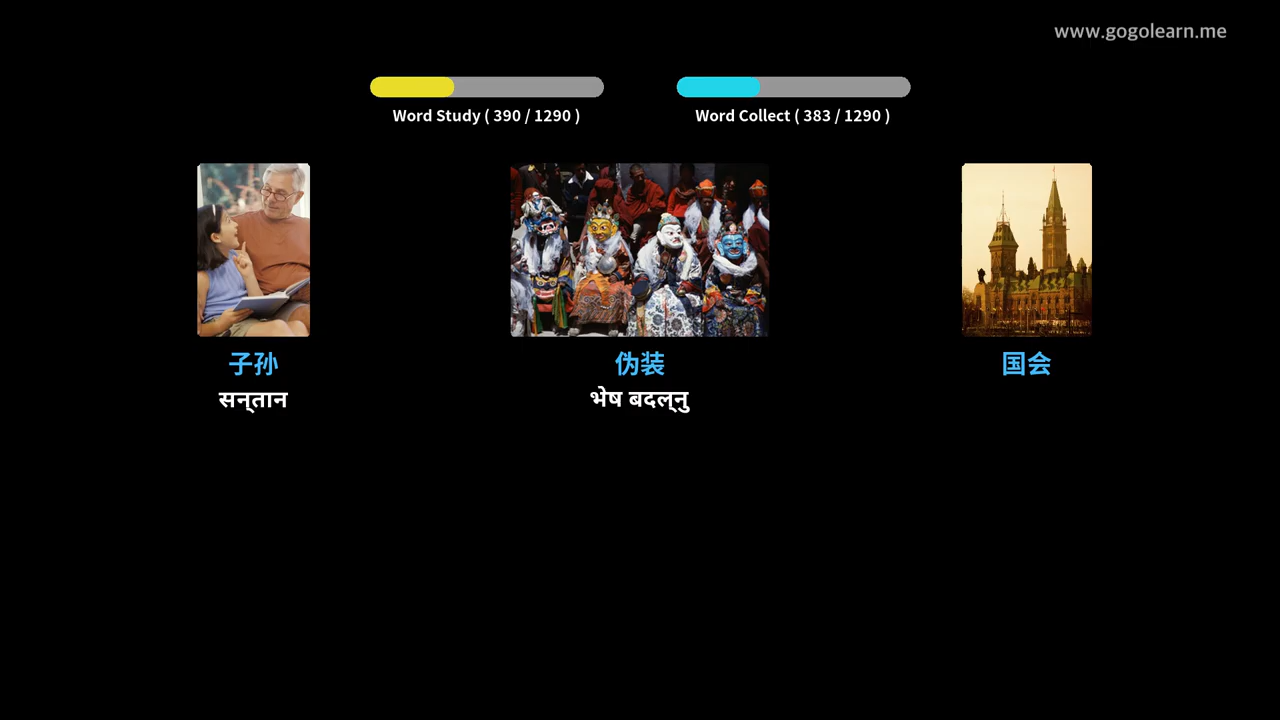 www.gogolearn.me
Word Study ( 390 / 1290 )
Word Collect ( 383 / 1290 )
子孙
सन्‌तान
伪装
भेष बदल्‌नु
国会